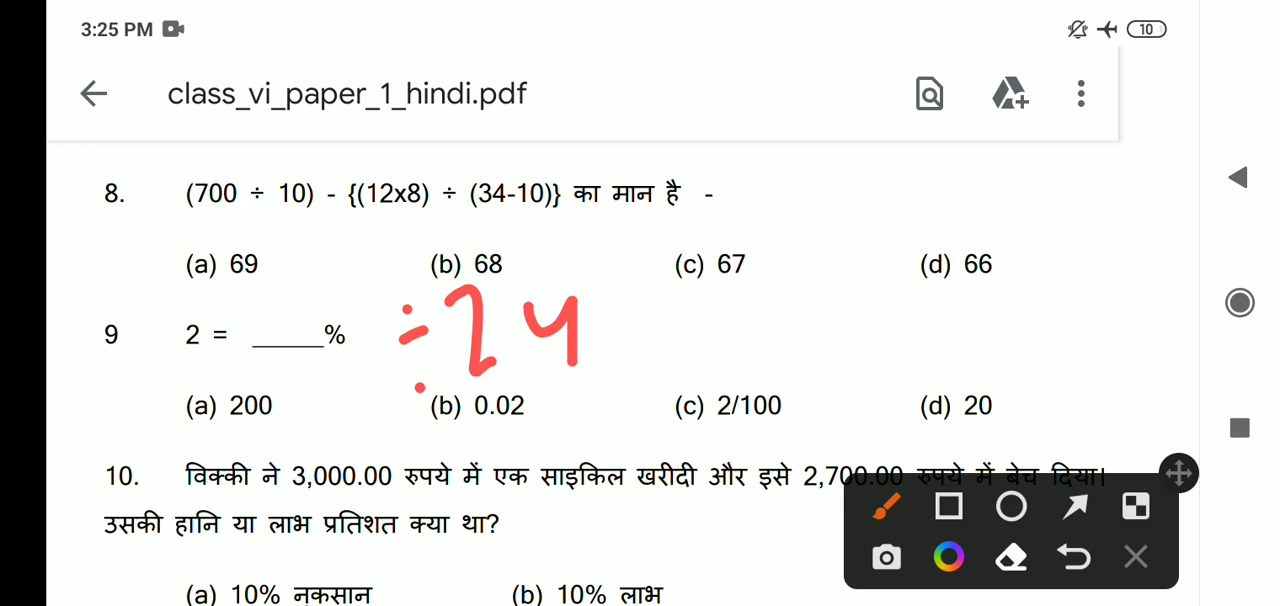 3:25 PM 10
class_vi_paper_1_hindi.pdf
8. (700 ÷ 10) - {(12x8) ÷ (34-10)} का मान है -
(a) 69 (b) 68 (c) 67 (d) 66
÷ 24
9 2 = _____%
(a) 200 (b) 0.02 (c) 2/100 (d) 20
10. विक्की ने 3,000.00 रुपये में एक साइकिल खरीदी और इसे 2,700.00 रुपये में बेच दिया।
उसकी हानि या लाभ प्रतिशत क्या था?
(a) 10% नुकसान (b) 10% लाभ